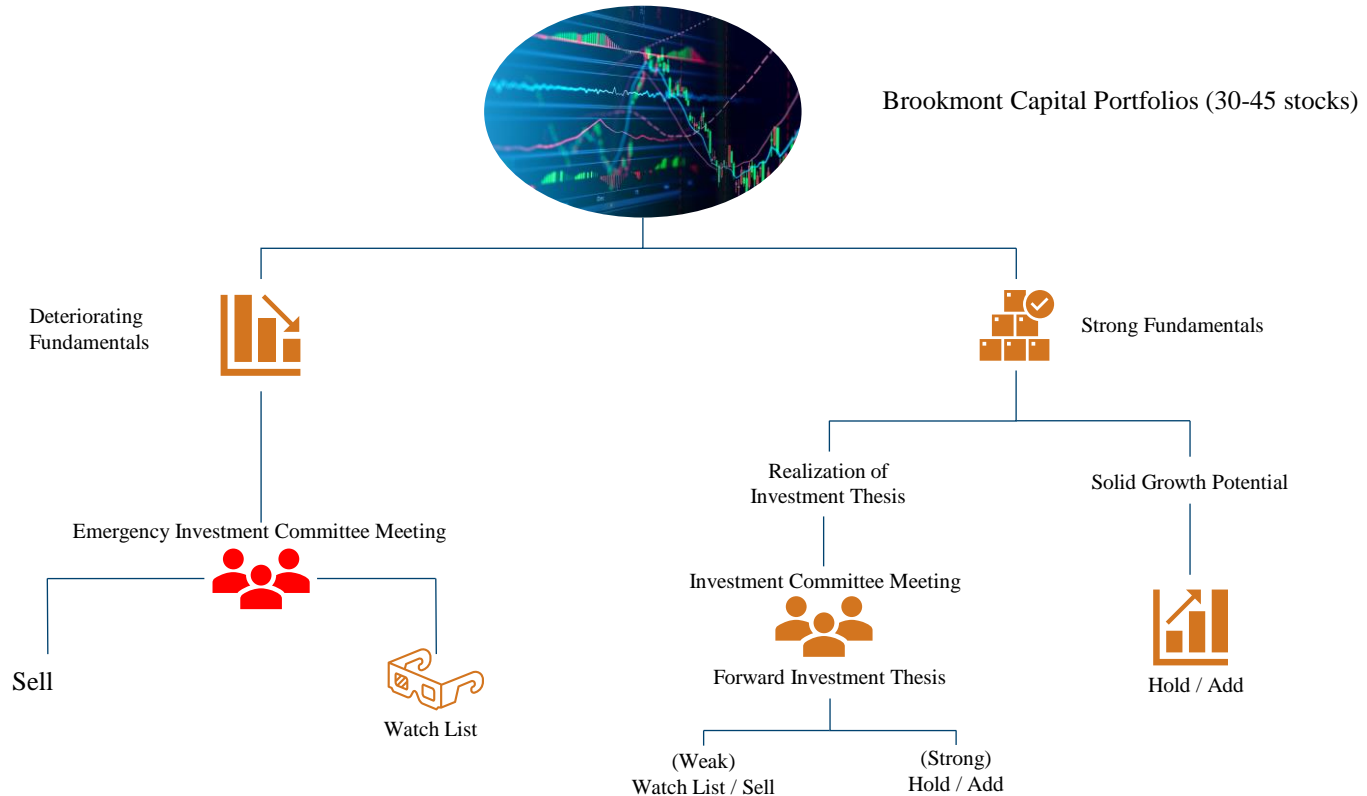 Brookmont Capital Portfolios (30-45 stocks)
Deteriorating
Fundamentals
Strong Fundamentals
Realization of
Investment Thesis
Solid Growth Potential
Emergency Investment Committee Meeting
Investment Committee Meeting
Sell
Forward Investment Thesis
Hold / Add
Watch List
(Weak)
Watch List / Sell
(Strong)
Hold / Add